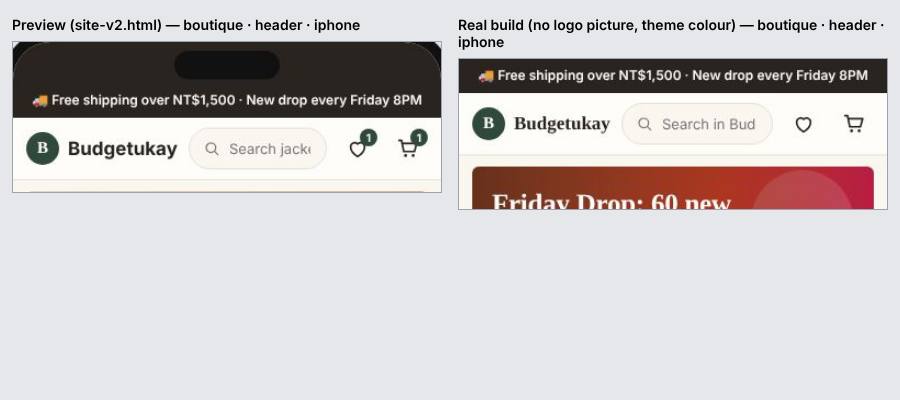 Preview (site-v2.html) — boutique · header · iphone
🚚 Free shipping over NT$1,500 · New drop every Friday 8PM
B Budgetukay Search jack 1 1
Real build (no logo picture, theme colour) — boutique · header ·
iphone
🚚 Free shipping over NT$1,500 · New drop every Friday 8PM
B Budgetukay Search in Bud
Friday Drop: 60 new